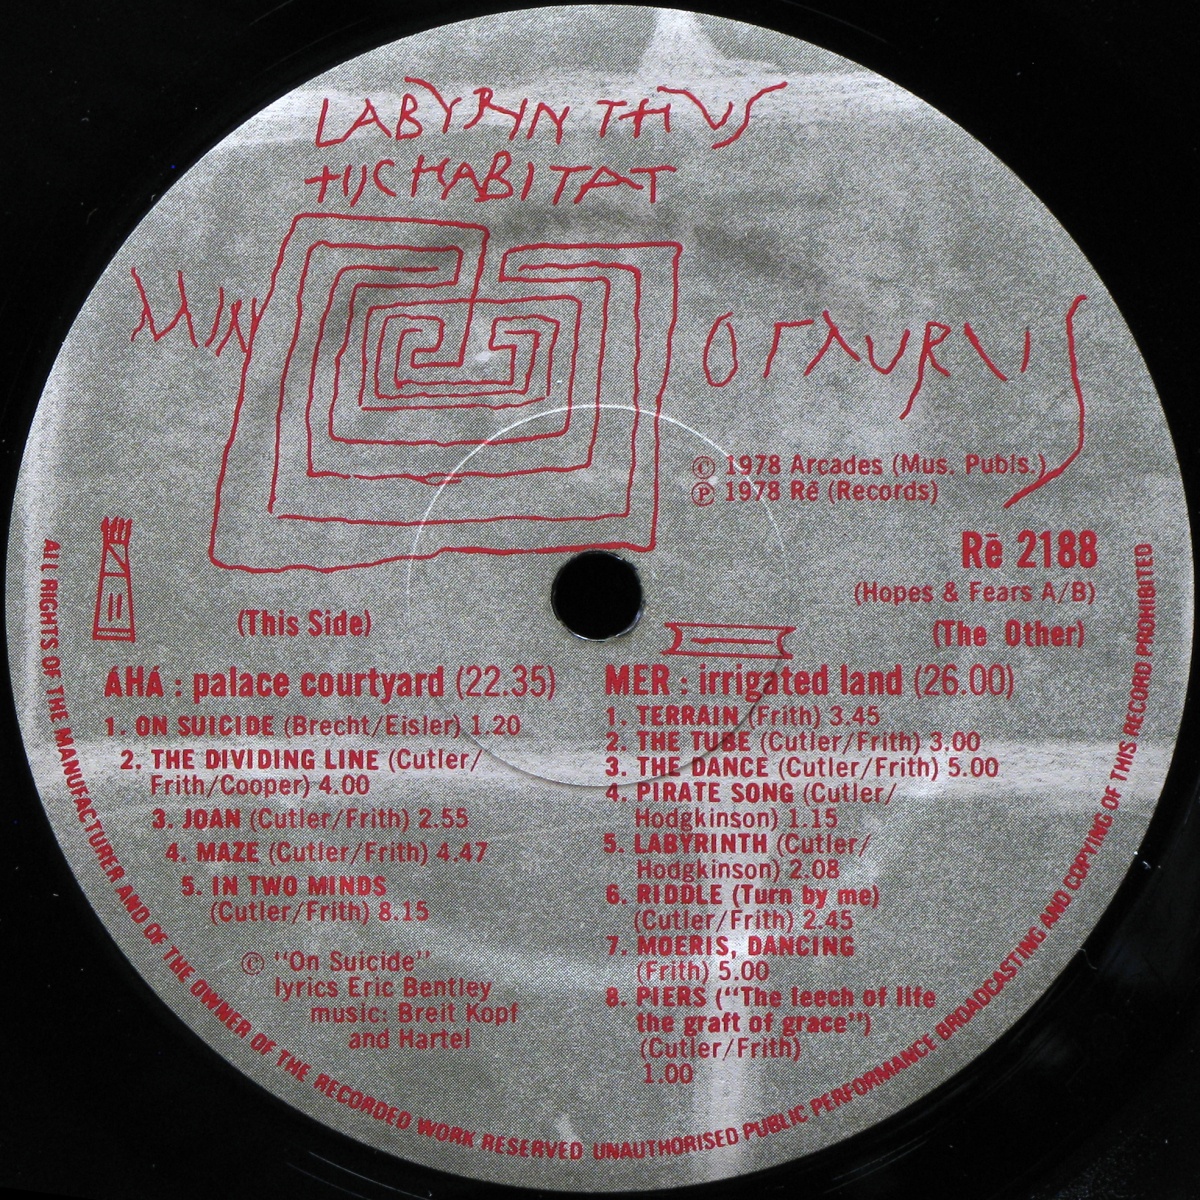 LABYRINTHUS
HIC HABITAT
MINOTAURUS
© 1978 Arcades (Mus. Publs.)
℗ 1978 Rē (Records)
Rē 2188
(Hopes & Fears A/B)
(This Side)
ÁHÁ : palace courtyard (22.35)
1. ON SUICIDE (Brecht/Eisler) 1.20
2. THE DIVIDING LINE (Cutler/
Frith/Cooper) 4.00
3. JOAN (Cutler/Frith) 2.55
4. MAZE (Cutler/Frith) 4.47
5. IN TWO MINDS
(Cutler/Frith) 8.15
© "On Suicide"
lyrics Eric Bentley
music: Breit Kopf
and Hartel
(The Other)
MER : irrigated land (26.00)
1. TERRAIN (Frith) 3.45
2. THE TUBE (Cutler/Frith) 3.00
3. THE DANCE (Cutler/Frith) 5.00
4. PIRATE SONG (Cutler/
Hodgkinson) 1.15
5. LABYRINTH (Cutler/
Hodgkinson) 2.08
6. RIDDLE (Turn by me)
(Cutler/Frith) 2.45
7. MOERIS, DANCING
(Frith) 5.00
8. PIERS ("The leech of life
the graft of grace")
(Cutler/Frith)
1.00
ALL RIGHTS OF THE MANUFACTURER AND OF THE OWNER OF THE RECORDED WORK RESERVED UNAUTHORISED PUBLIC PERFORMANCE BROADCASTING AND COPYING OF THIS RECORD PROHIBITED